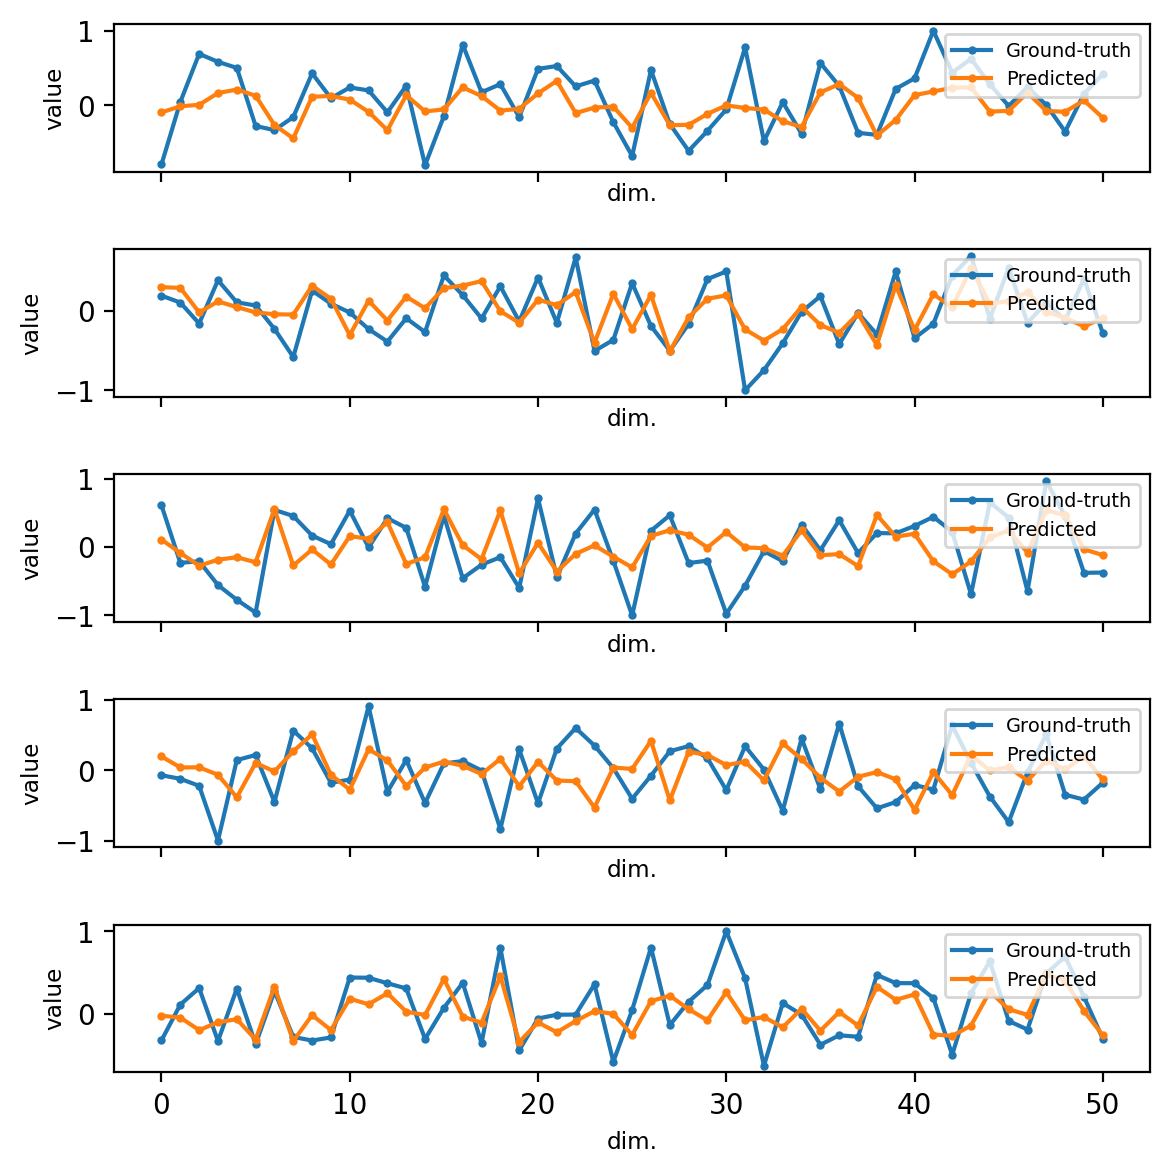 1
0
value
Ground-truth
Predicted
dim.
0
−1
value
Ground-truth
Predicted
dim.
1
0
−1
value
Ground-truth
Predicted
dim.
1
0
−1
value
Ground-truth
Predicted
dim.
1
0
value
Ground-truth
Predicted
0 10 20 30 40 50
dim.